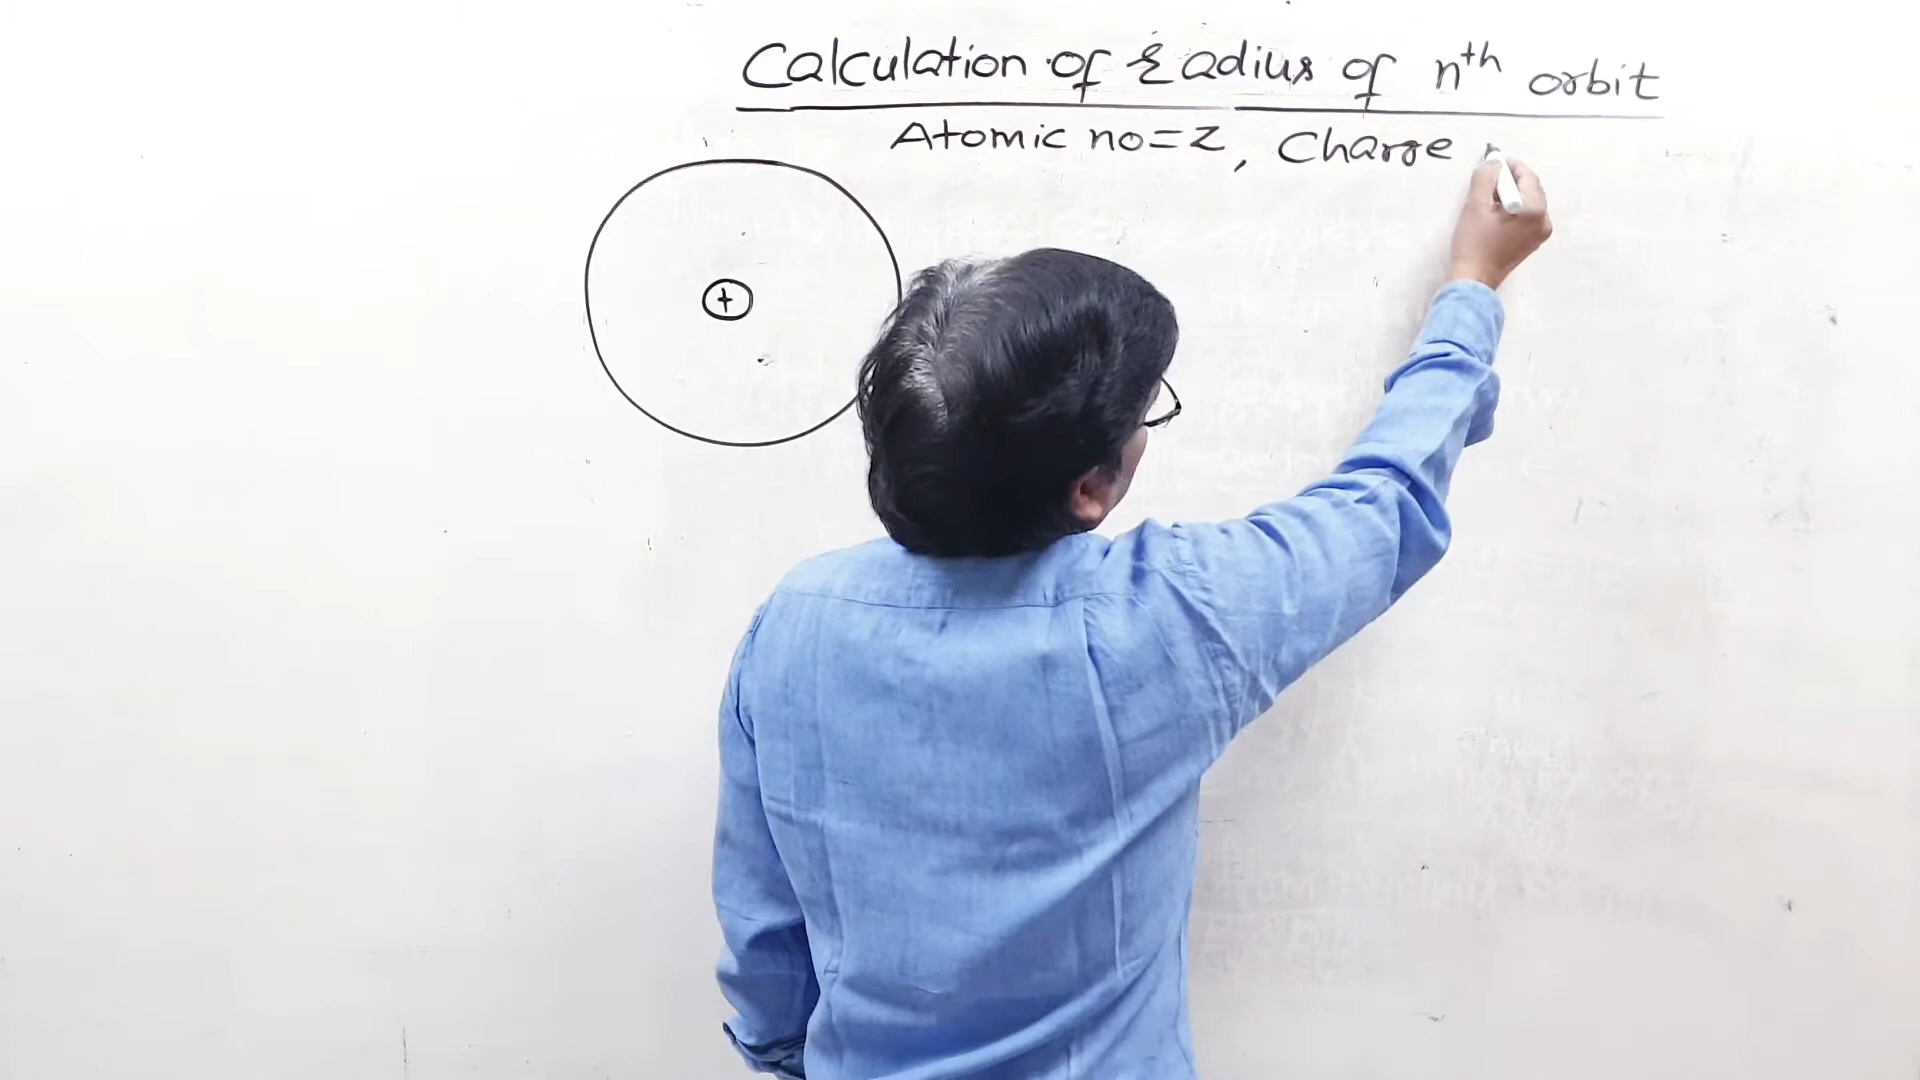 Calculation of radius of nth orbit
Atomic no=Z, Charge
+